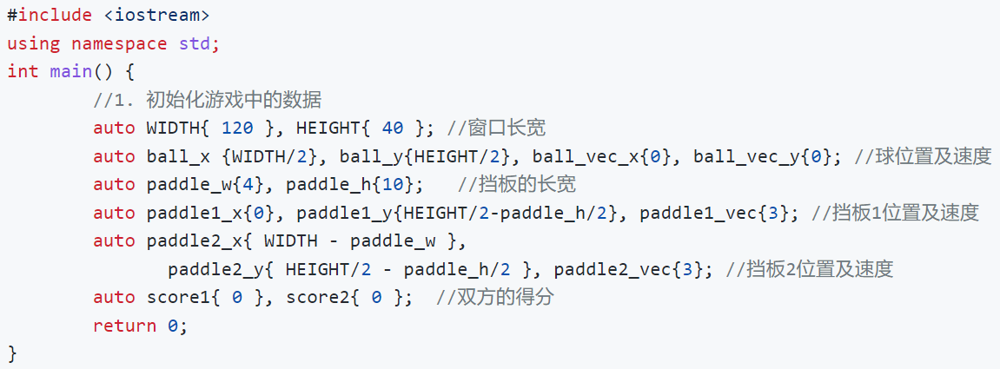 #include <iostream>
using namespace std;
int main() {
//1. 初始化游戏中的数据
auto WIDTH{ 120 }, HEIGHT{ 40 }; //窗口长宽
auto ball_x {WIDTH/2}, ball_y{HEIGHT/2}, ball_vec_x{0}, ball_vec_y{0}; //球位置及速度
auto paddle_w{4}, paddle_h{10};   //挡板的长宽
auto paddle1_x{0}, paddle1_y{HEIGHT/2-paddle_h/2}, paddle1_vec{3}; //挡板1位置及速度
auto paddle2_x{ WIDTH - paddle_w },
paddle2_y{ HEIGHT/2 - paddle_h/2 }, paddle2_vec{3}; //挡板2位置及速度
auto score1{ 0 }, score2{ 0 };  //双方的得分
return 0;
}